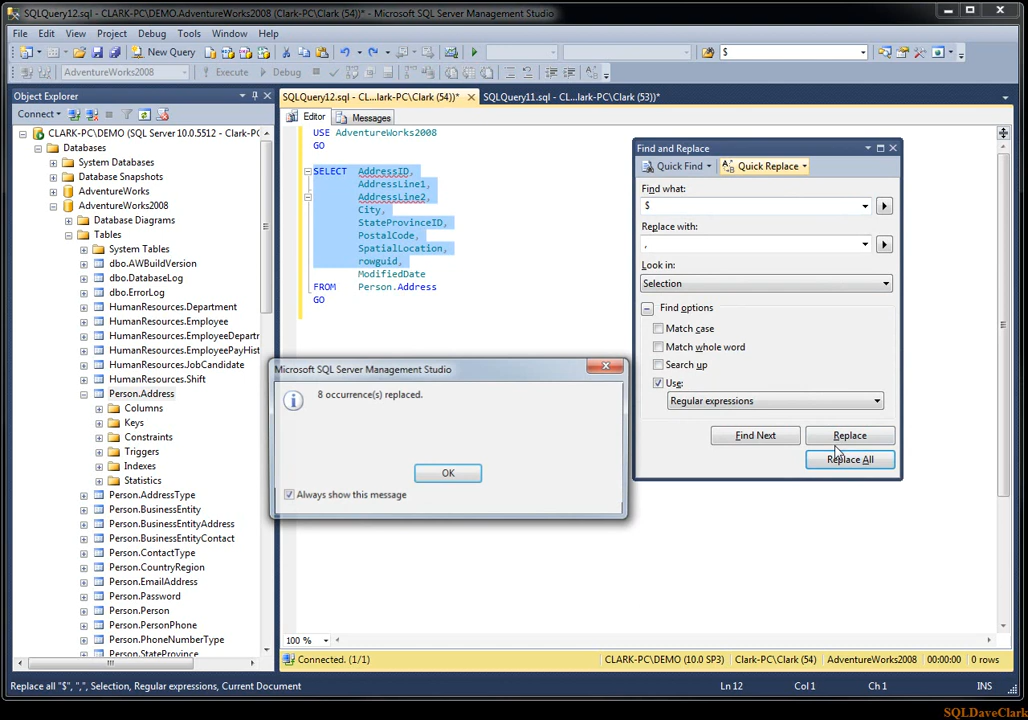 SQLQuery12.sql - CLARK-PC\DEMO.AdventureWorks2008 (Clark-PC\Clark (54))* - Microsoft SQL Server Management Studio
File Edit View Project Debug Tools Window Help
New Query $
AdventureWorks2008 Execute Debug
Object Explorer
Connect
CLARK-PC\DEMO (SQL Server 10.0.5512 - Clark-PC
Databases
System Databases
Database Snapshots
AdventureWorks
AdventureWorks2008
Database Diagrams
Tables
System Tables
dbo.AWBuildVersion
dbo.DatabaseLog
dbo.ErrorLog
HumanResources.Department
HumanResources.Employee
HumanResources.EmployeeDepartr
HumanResources.EmployeePayHist
HumanResources.JobCandidate
HumanResources.Shift
Person.Address
Columns
Keys
Constraints
Triggers
Indexes
Statistics
Person.AddressType
Person.BusinessEntity
Person.BusinessEntityAddress
Person.BusinessEntityContact
Person.ContactType
Person.CountryRegion
Person.EmailAddress
Person.Password
Person.Person
Person.PersonPhone
Person.PhoneNumberType
Person.StateProvince
SQLQuery12.sql - CL...lark-PC\Clark (54))* SQLQuery11.sql - CL...lark-PC\Clark (53))*
Editor Messages
USE AdventureWorks2008
GO
SELECT AddressID,
AddressLine1,
AddressLine2,
City,
StateProvinceID,
PostalCode,
SpatialLocation,
rowguid,
ModifiedDate
FROM Person.Address
GO
Find and Replace
Quick Find Quick Replace
Find what:
$
Replace with:
,
Look in:
Selection
Find options
Match case
Match whole word
Search up
Use:
Regular expressions
Find Next Replace
Replace All
Microsoft SQL Server Management Studio
8 occurrence(s) replaced.
OK
Always show this message
100 %
Connected. (1/1) CLARK-PC\DEMO (10.0 SP3) Clark-PC\Clark (54) AdventureWorks2008 00:00:00 0 rows
Replace all "$", ",", Selection, Regular expressions, Current Document Ln 12 Col 1 Ch 1 INS
SQLDaveClark